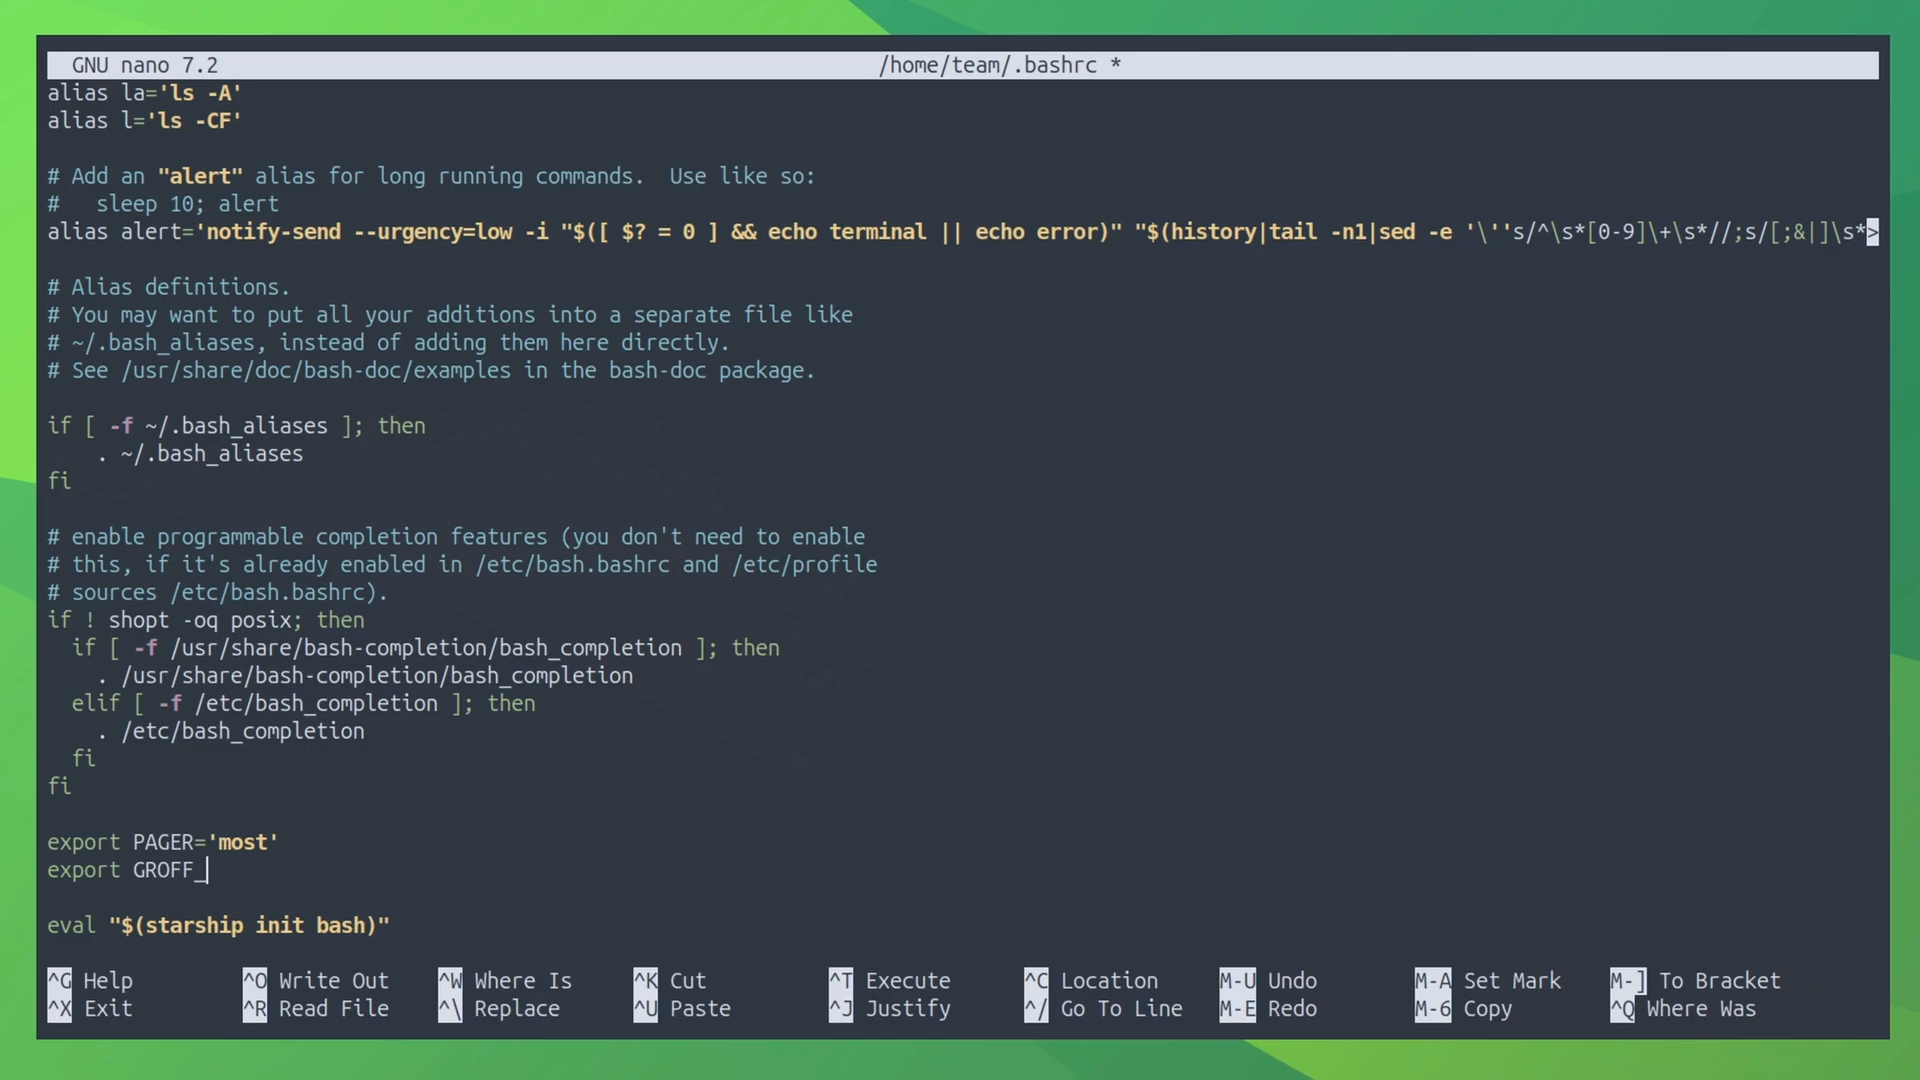 GNU nano 7.2 /home/team/.bashrc *
alias la='ls -A'
alias l='ls -CF'
# Add an "alert" alias for long running commands.  Use like so:
#   sleep 10; alert
alias alert='notify-send --urgency=low -i "$([ $? = 0 ] && echo terminal || echo error)" "$(history|tail -n1|sed -e '\''s/^\s*[0-9]\+\s*//;s/[;&|]\s*>
# Alias definitions.
# You may want to put all your additions into a separate file like
# ~/.bash_aliases, instead of adding them here directly.
# See /usr/share/doc/bash-doc/examples in the bash-doc package.
if [ -f ~/.bash_aliases ]; then
    . ~/.bash_aliases
fi
# enable programmable completion features (you don't need to enable
# this, if it's already enabled in /etc/bash.bashrc and /etc/profile
# sources /etc/bash.bashrc).
if ! shopt -oq posix; then
  if [ -f /usr/share/bash-completion/bash_completion ]; then
    . /usr/share/bash-completion/bash_completion
  elif [ -f /etc/bash_completion ]; then
    . /etc/bash_completion
  fi
fi
export PAGER='most'
export GROFF_
eval "$(starship init bash)"
^G Help ^O Write Out ^W Where Is ^K Cut ^T Execute ^C Location M-U Undo M-A Set Mark M-] To Bracket
^X Exit ^R Read File ^\ Replace ^U Paste ^J Justify ^/ Go To Line M-E Redo M-6 Copy ^Q Where Was